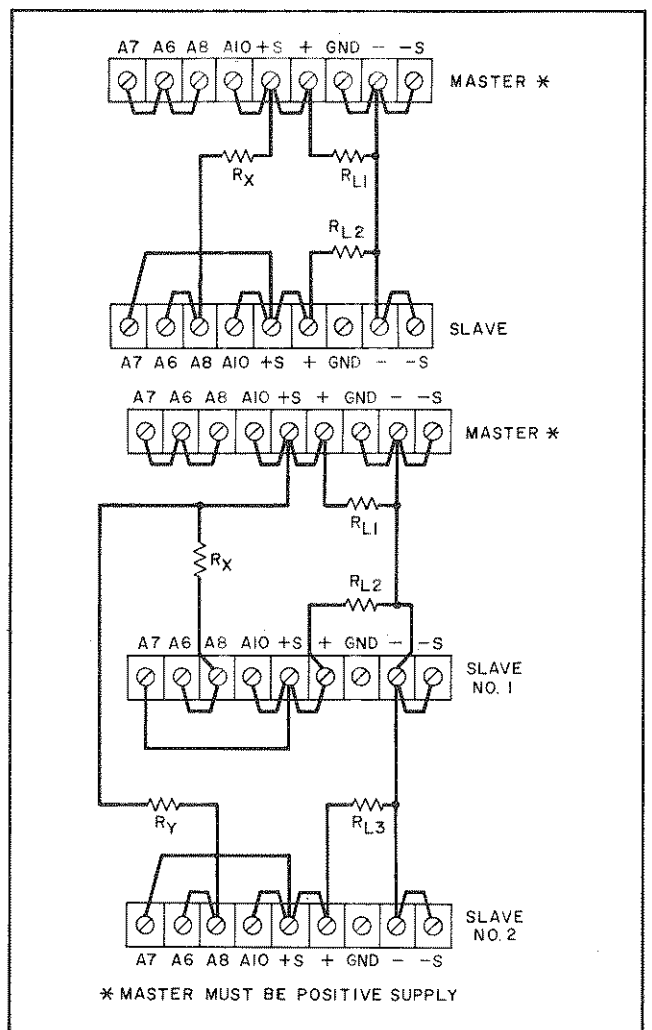 A7 A6 A8 A10 +S + GND - -S
MASTER *
RX RL1
RL2
SLAVE
A7 A6 A8 A10 +S + GND - -S
A7 A6 A8 A10 +S + GND - -S
MASTER *
RL1
RX
RL2
A7 A6 A8 A10 +S + GND - -S
SLAVE
NO. 1
RY RL3
SLAVE
NO. 2
A7 A6 A8 A10 +S + GND - -S
* MASTER MUST BE POSITIVE SUPPLY